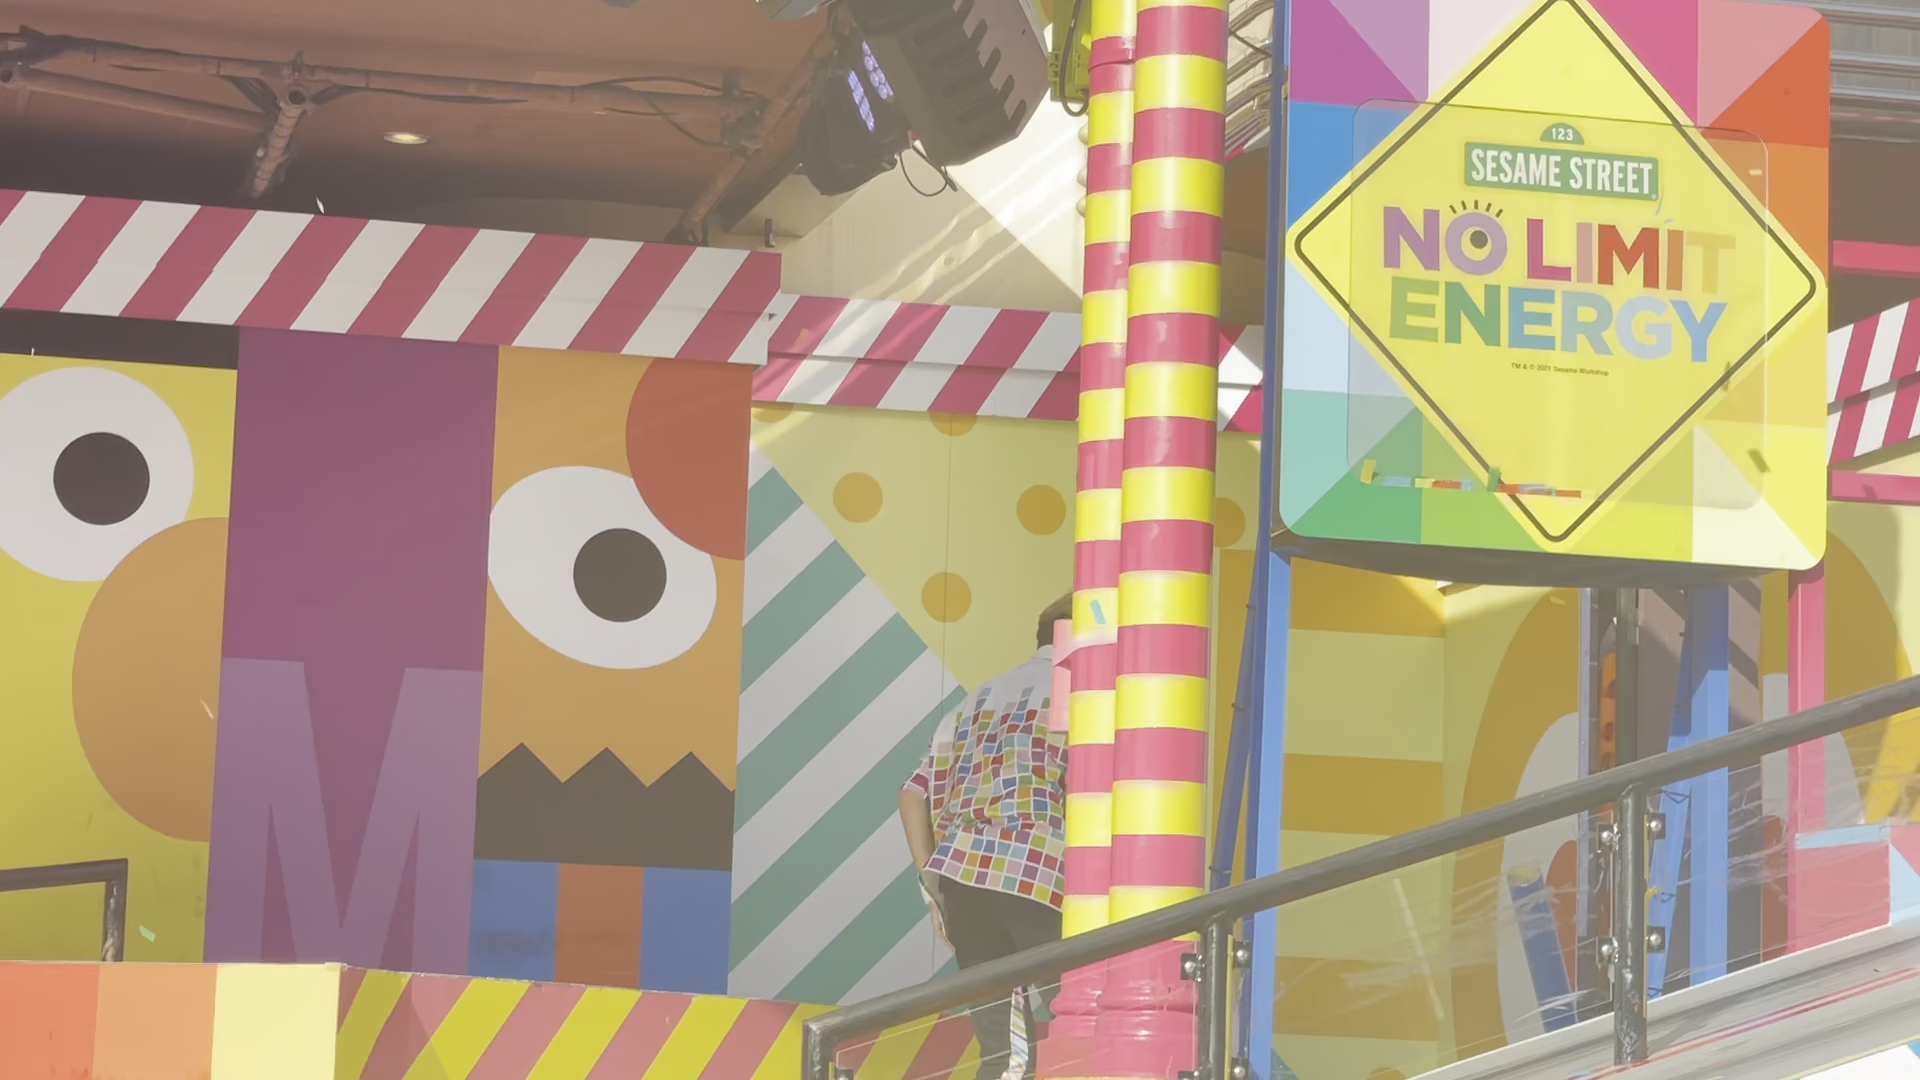 123
SESAME STREET
NO LIMIT
ENERGY
TM & © 2021 Sesame Workshop
M